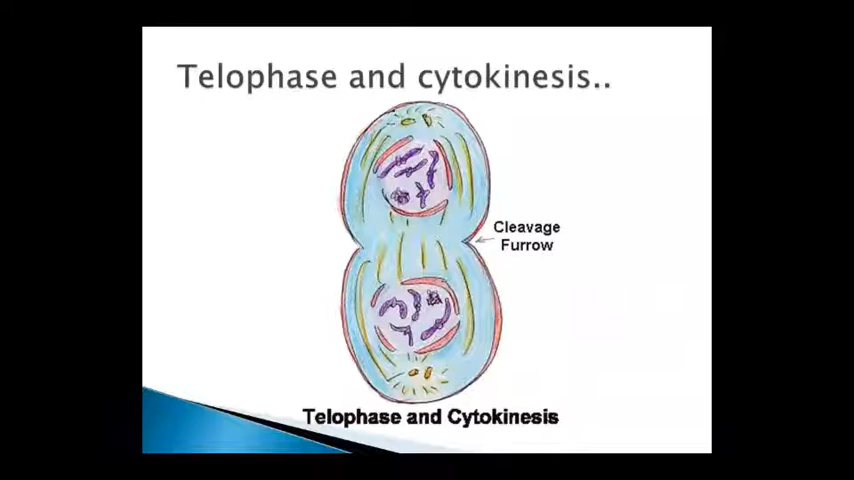 Telophase and cytokinesis..
Cleavage
Furrow
Telophase and Cytokinesis